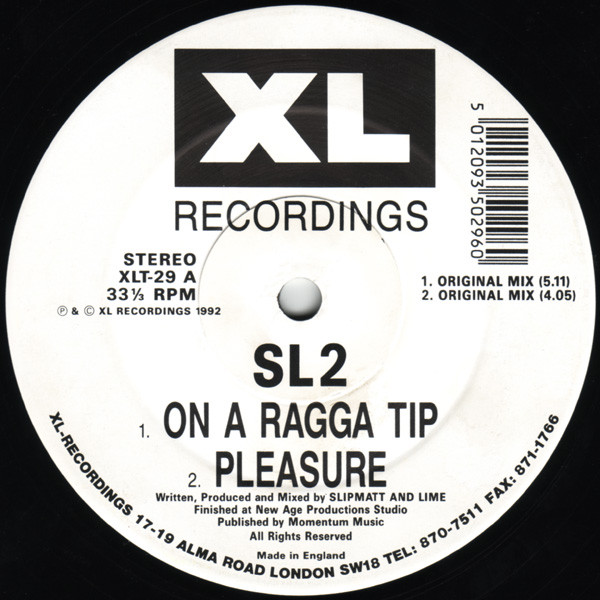 XL
RECORDINGS
5 012093 502960
STEREO
XLT-29 A
33⅓ RPM
℗ & © XL RECORDINGS 1992
1. ORIGINAL MIX (5.11)
2. ORIGINAL MIX (4.05)
SL2
1. ON A RAGGA TIP
2. PLEASURE
Written, Produced and Mixed by SLIPMATT AND LIME
Finished at New Age Productions Studio
Published by Momentum Music
All Rights Reserved
Made in England
XL-RECORDINGS 17-19 ALMA ROAD LONDON SW18 TEL: 870-7511 FAX: 871-1766